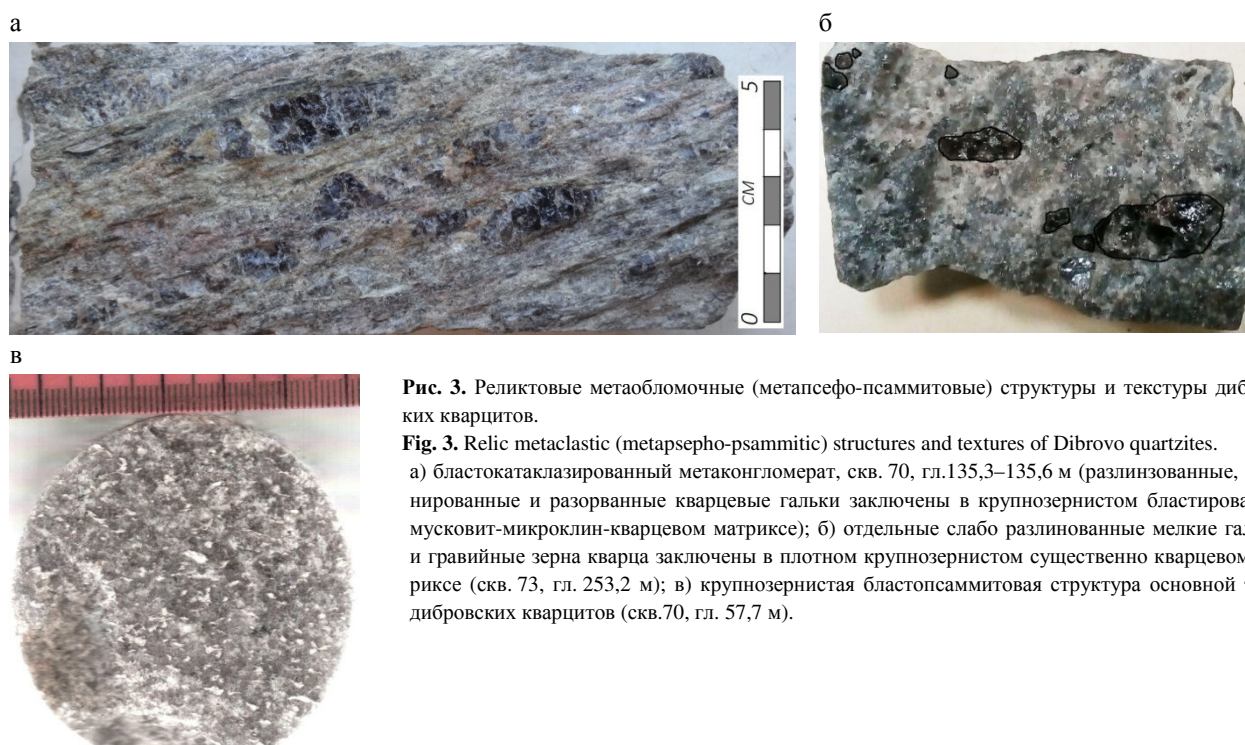 а
б
5
см
0
в
Рис. 3. Реликтовые метаобломочные (метапсефо-псаммитовые) структуры и текстуры диб
ких кварцитов.
Fig. 3. Relic metaclastic (metapsepho-psammitic) structures and textures of Dibrovo quartzites.
а) бластокатаклазированный метаконгломерат, скв. 70, гл.135,3–135,6 м (разлинзованные,
нированные и разорванные кварцевые гальки заключены в крупнозернистом бластирова
мусковит-микроклин-кварцевом матриксе); б) отдельные слабо разлинованные мелкие гал
и гравийные зерна кварца заключены в плотном крупнозернистом существенно кварцевом
риксе (скв. 73, гл. 253,2 м); в) крупнозернистая бластопсаммитовая структура основной
дибровских кварцитов (скв.70, гл. 57,7 м).